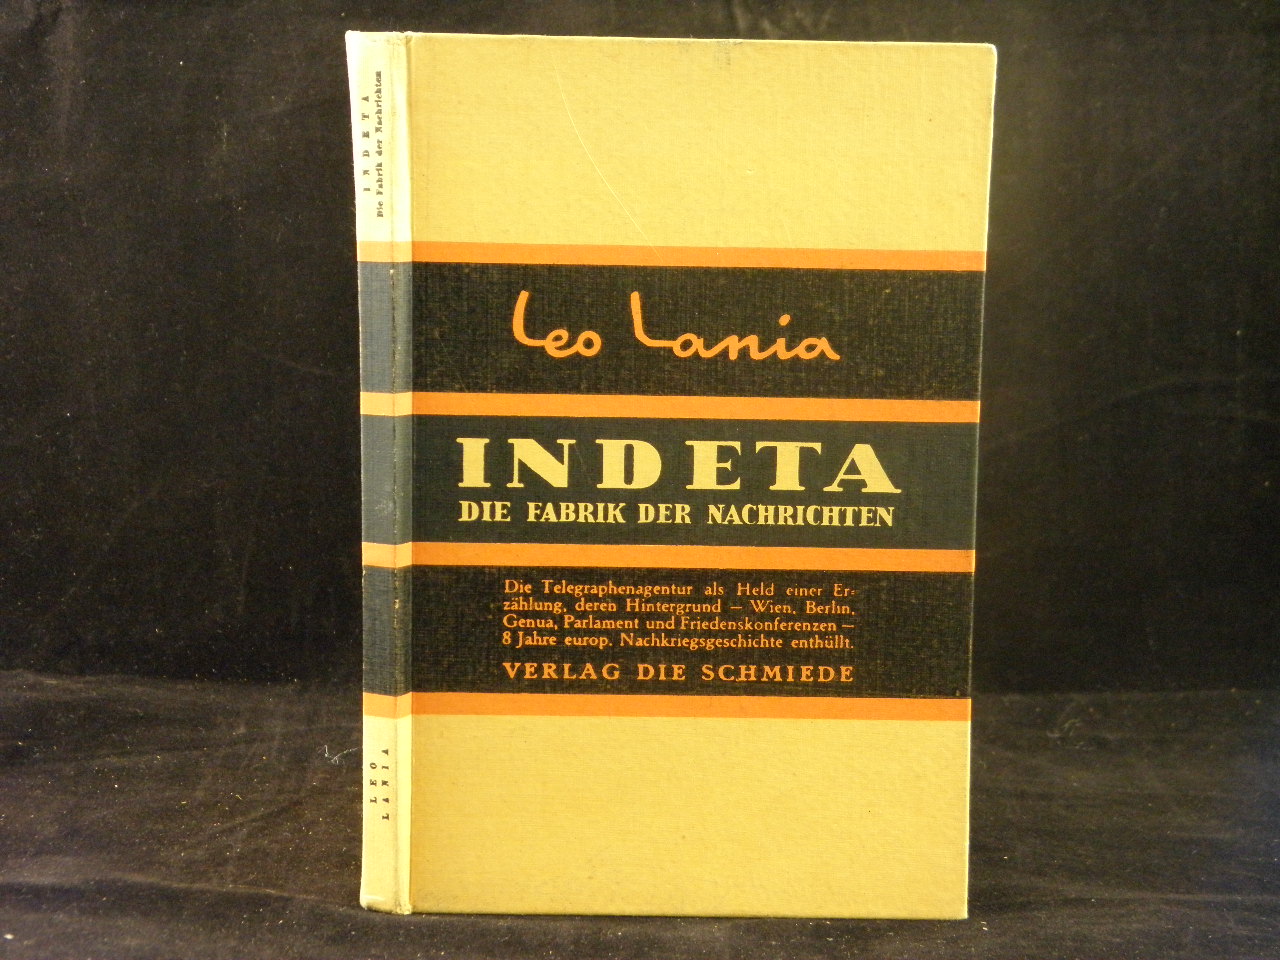 INDETA
Die Fabrik der Nachrichten
LEO
LANIA
Leo Lania
INDETA
DIE FABRIK DER NACHRICHTEN
Die Telegraphenagentur als Held einer Er-
zählung, deren Hintergrund — Wien, Berlin,
Genua, Parlament und Friedenskonferenzen —
8 Jahre europ. Nachkriegsgeschichte enthüllt.
VERLAG DIE SCHMIEDE